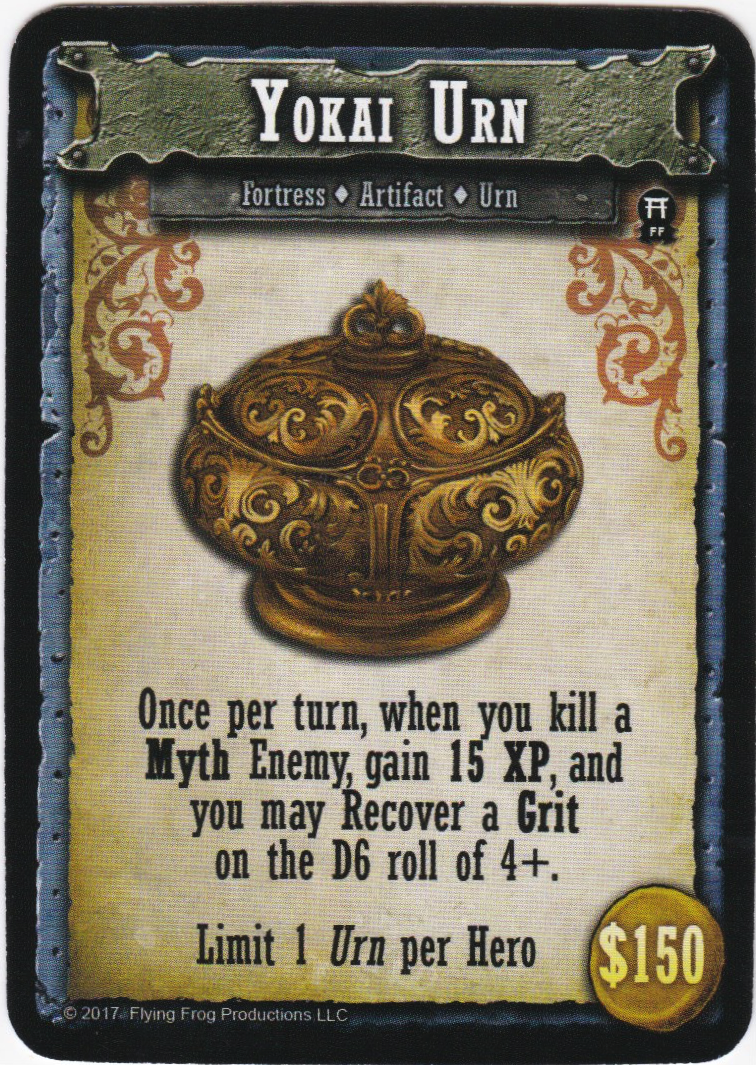 Yokai Urn
Fortress ♦ Artifact ♦ Urn
FF
Once per turn, when you kill a
Myth Enemy, gain 15 XP, and
you may Recover a Grit
on the D6 roll of 4+.
Limit 1 Urn per Hero
$150
© 2017 Flying Frog Productions LLC